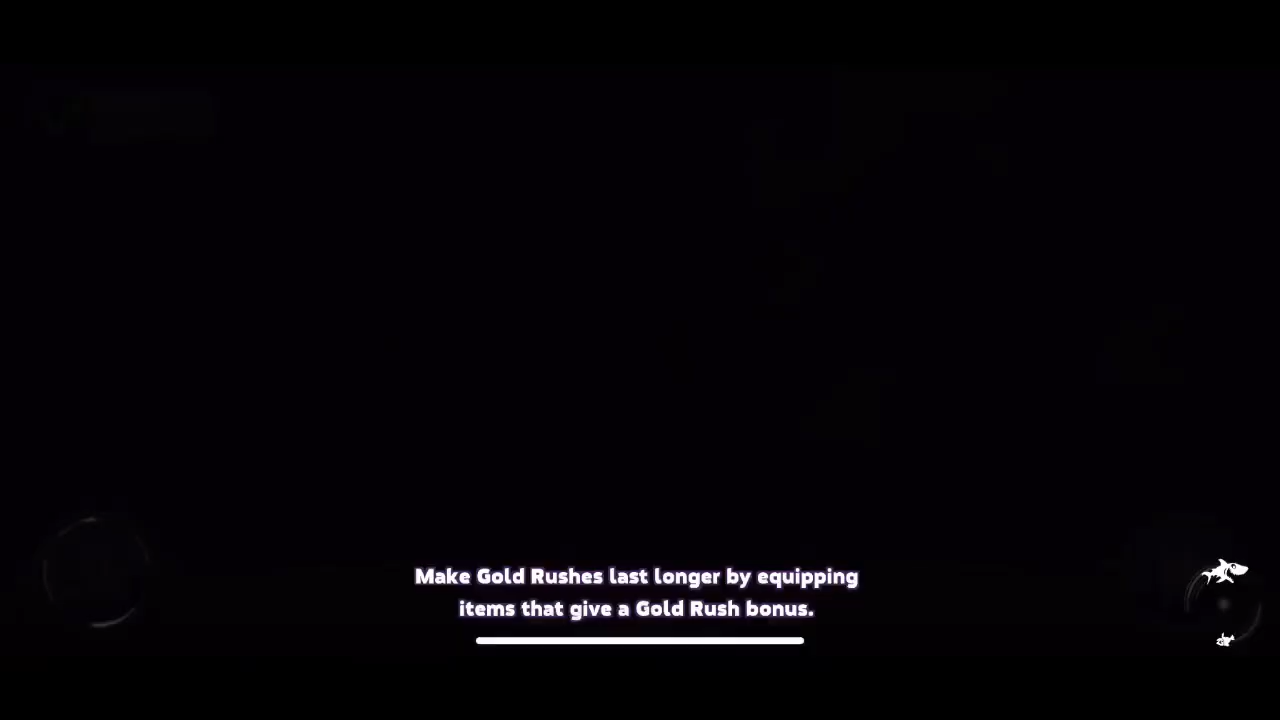 Make Gold Rushes last longer by equipping
items that give a Gold Rush bonus.